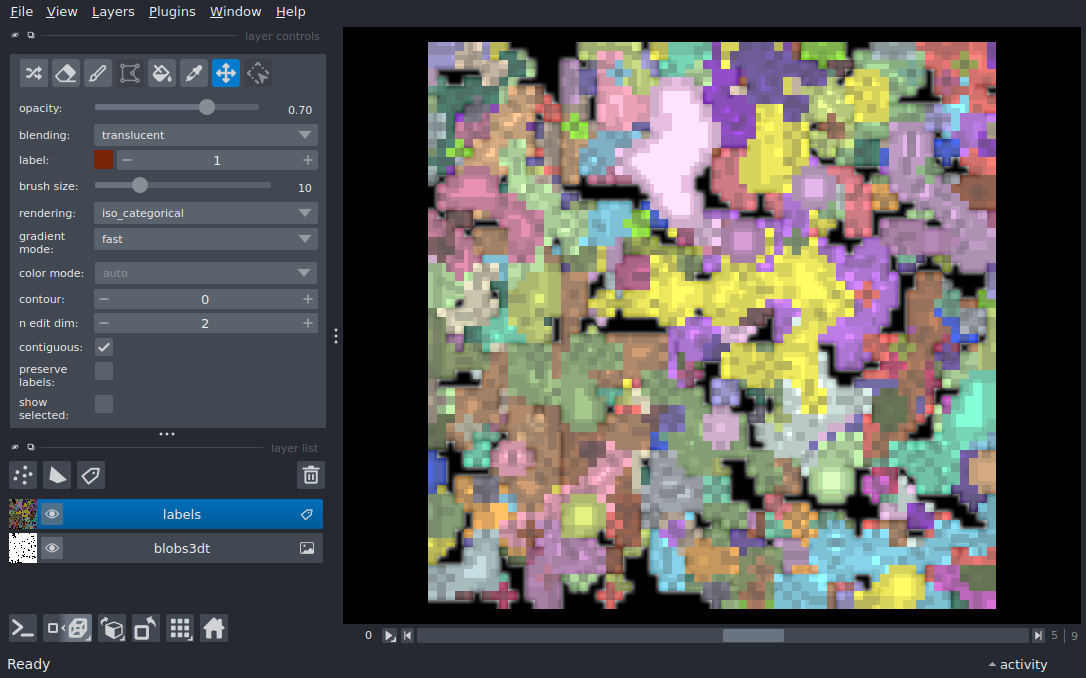 File View Layers Plugins Window Help
layer controls
opacity: 0.70
blending: translucent
label: 1
brush size: 10
rendering: iso_categorical
gradient
mode: fast
color mode: auto
contour: 0
n edit dim: 2
contiguous:
preserve
labels:
show
selected:
layer list
labels
blobs3dt
0 5 | 9
Ready activity